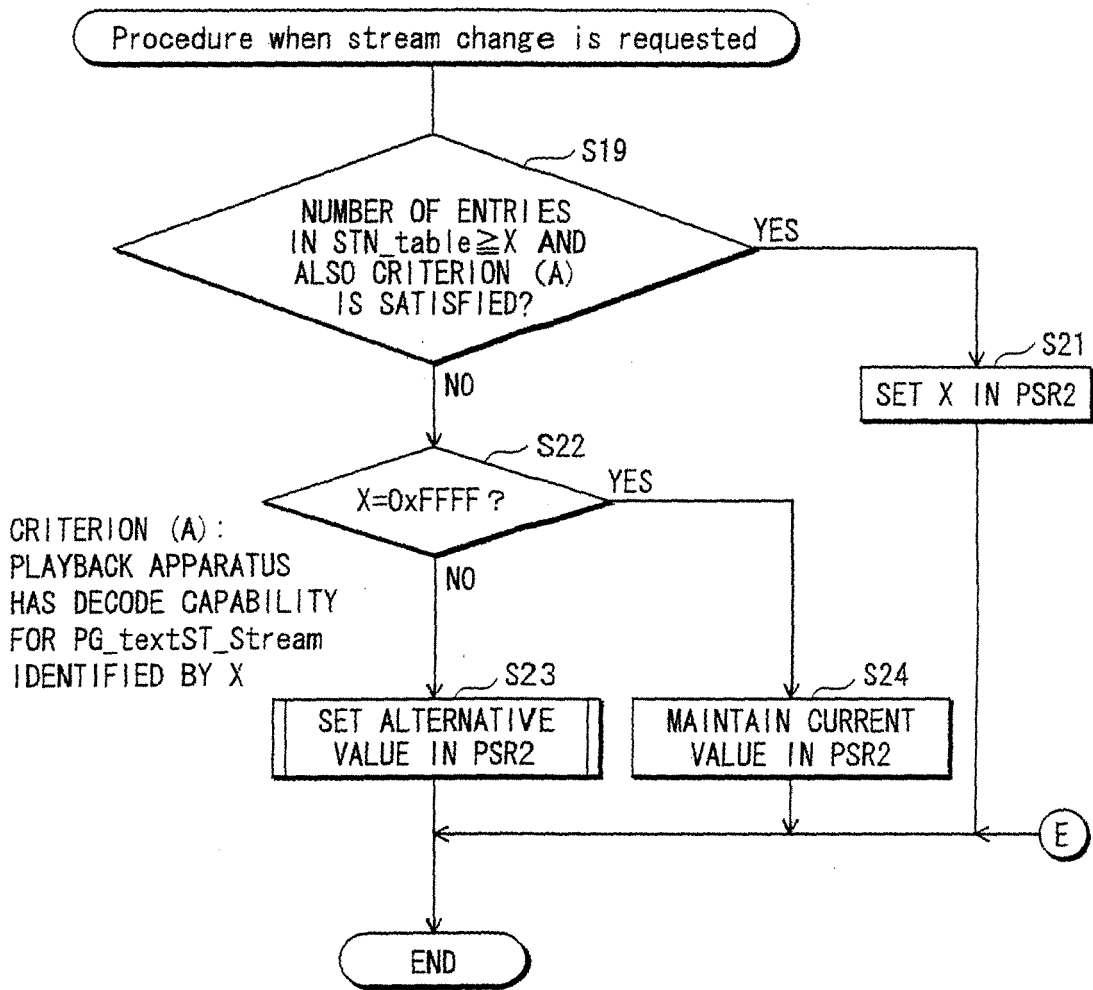 Procedure when stream change is requested
S19
NUMBER OF ENTRIES
IN STN_table≧X AND
ALSO CRITERION (A)
IS SATISFIED?
YES
S21
SET X IN PSR2
NO
S22
X=0xFFFF?
YES
CRITERION (A):
PLAYBACK APPARATUS
HAS DECODE CAPABILITY
FOR PG_textST_Stream
IDENTIFIED BY X
NO
S23
SET ALTERNATIVE
VALUE IN PSR2
S24
MAINTAIN CURRENT
VALUE IN PSR2
E
END